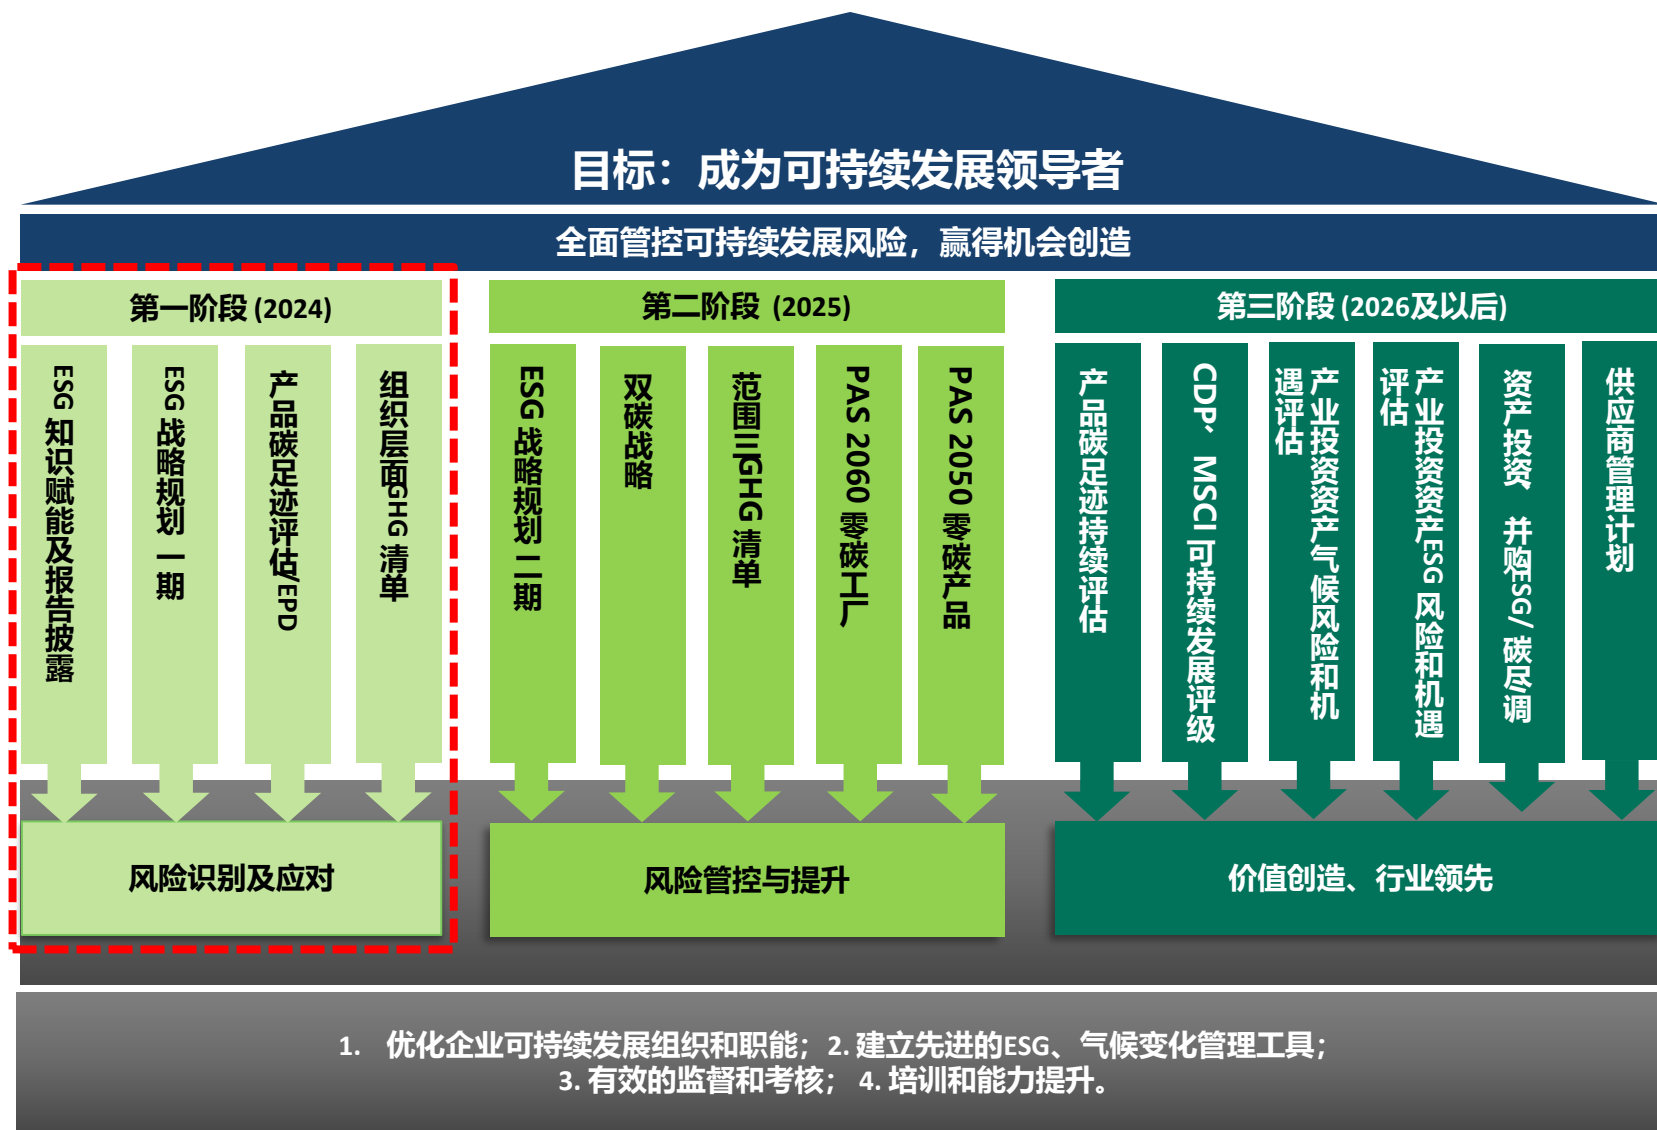 目标：成为可持续发展领导者
全面管控可持续发展风险，赢得机会创造
第一阶段 (2024)
ESG 知识赋能及报告披露
ESG 战略规划 一期
产品碳足迹评估/EPD
组织层面GHG 清单
风险识别及应对
第二阶段 (2025)
ESG 战略规划 二期
双碳战略
范围三GHG 清单
PAS 2060 零碳工厂
PAS 2050 零碳产品
风险管控与提升
第三阶段 (2026及以后)
产品碳足迹持续评估
CDP、MSCI 可持续发展评级
产业投资资产气候风险和机
遇评估
产业投资资产ESG 风险和机遇
评估
资产投资、并购ESG/ 碳尽调
供应商管理计划
价值创造、行业领先
1. 优化企业可持续发展组织和职能；2. 建立先进的ESG、气候变化管理工具；
3. 有效的监督和考核； 4. 培训和能力提升。